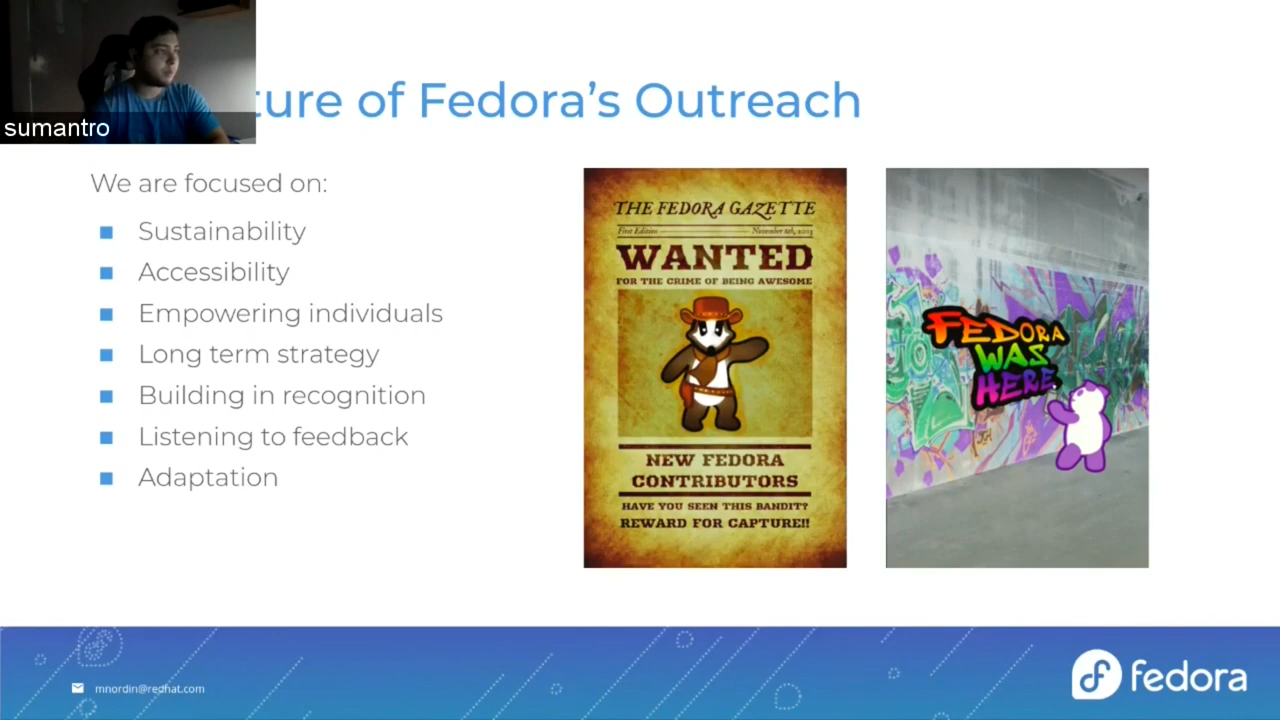 sumantro
ture of Fedora's Outreach
We are focused on:
Sustainability
Accessibility
Empowering individuals
Long term strategy
Building in recognition
Listening to feedback
Adaptation
THE FEDORA GAZETTE
First Edition
WANTED
FOR THE CRIME OF BEING AWESOME
NEW FEDORA
CONTRIBUTORS
HAVE YOU SEEN THIS BANDIT?
REWARD FOR CAPTURE!!
FEDORA
WAS
HERE
mnordin@redhat.com
fedora